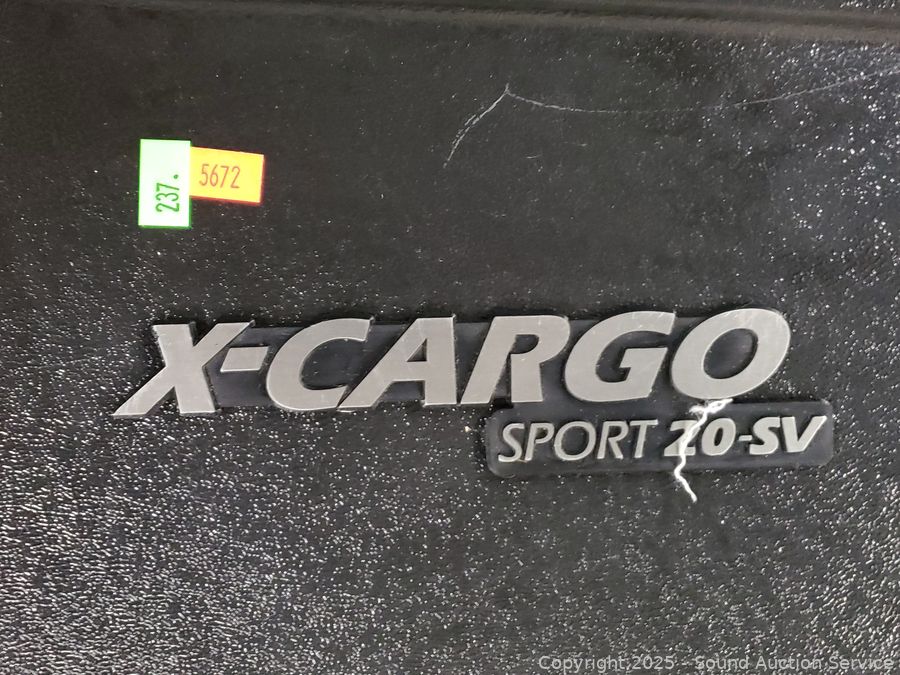 237.
5672
X-CARGO
SPORT 20-SV
Copyright 2025 - Sound Auction Service